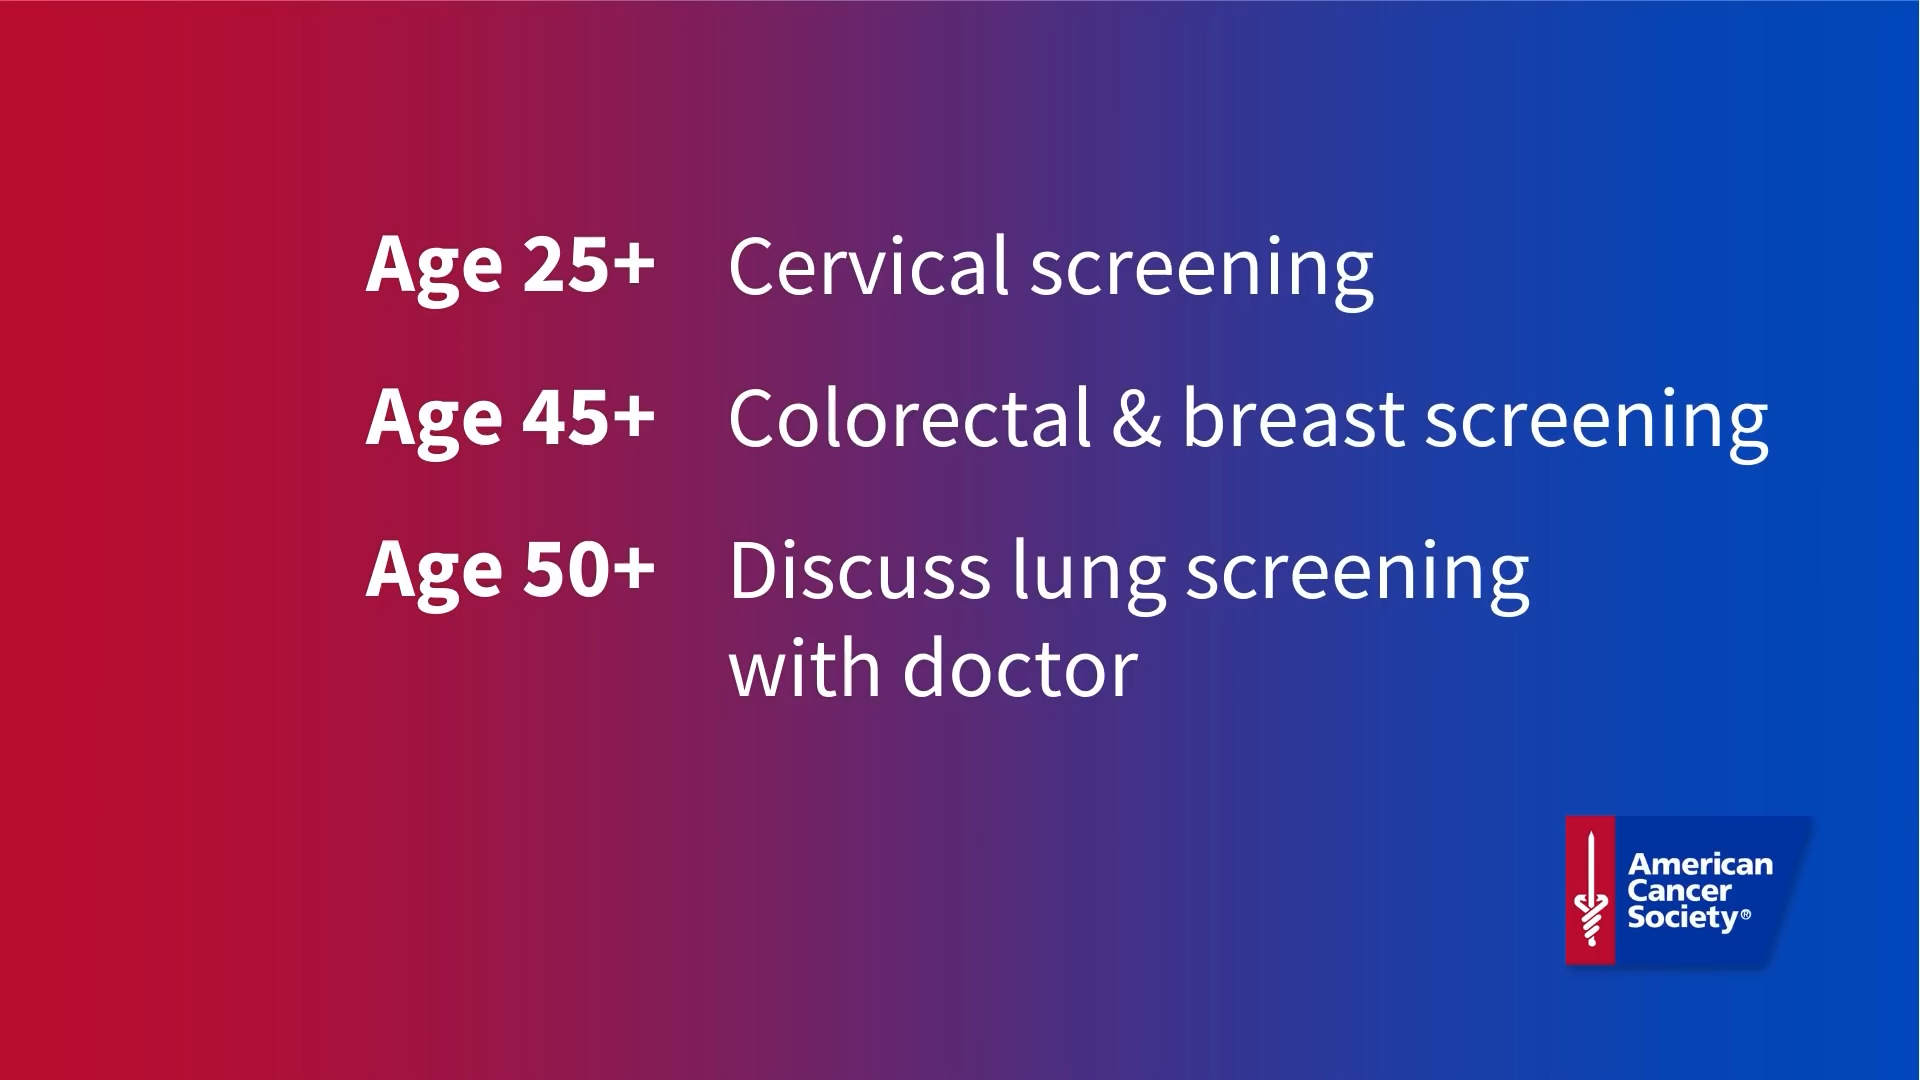 Age 25+ Cervical screening
Age 45+ Colorectal & breast screening
Age 50+ Discuss lung screening
with doctor
American
Cancer
Society®